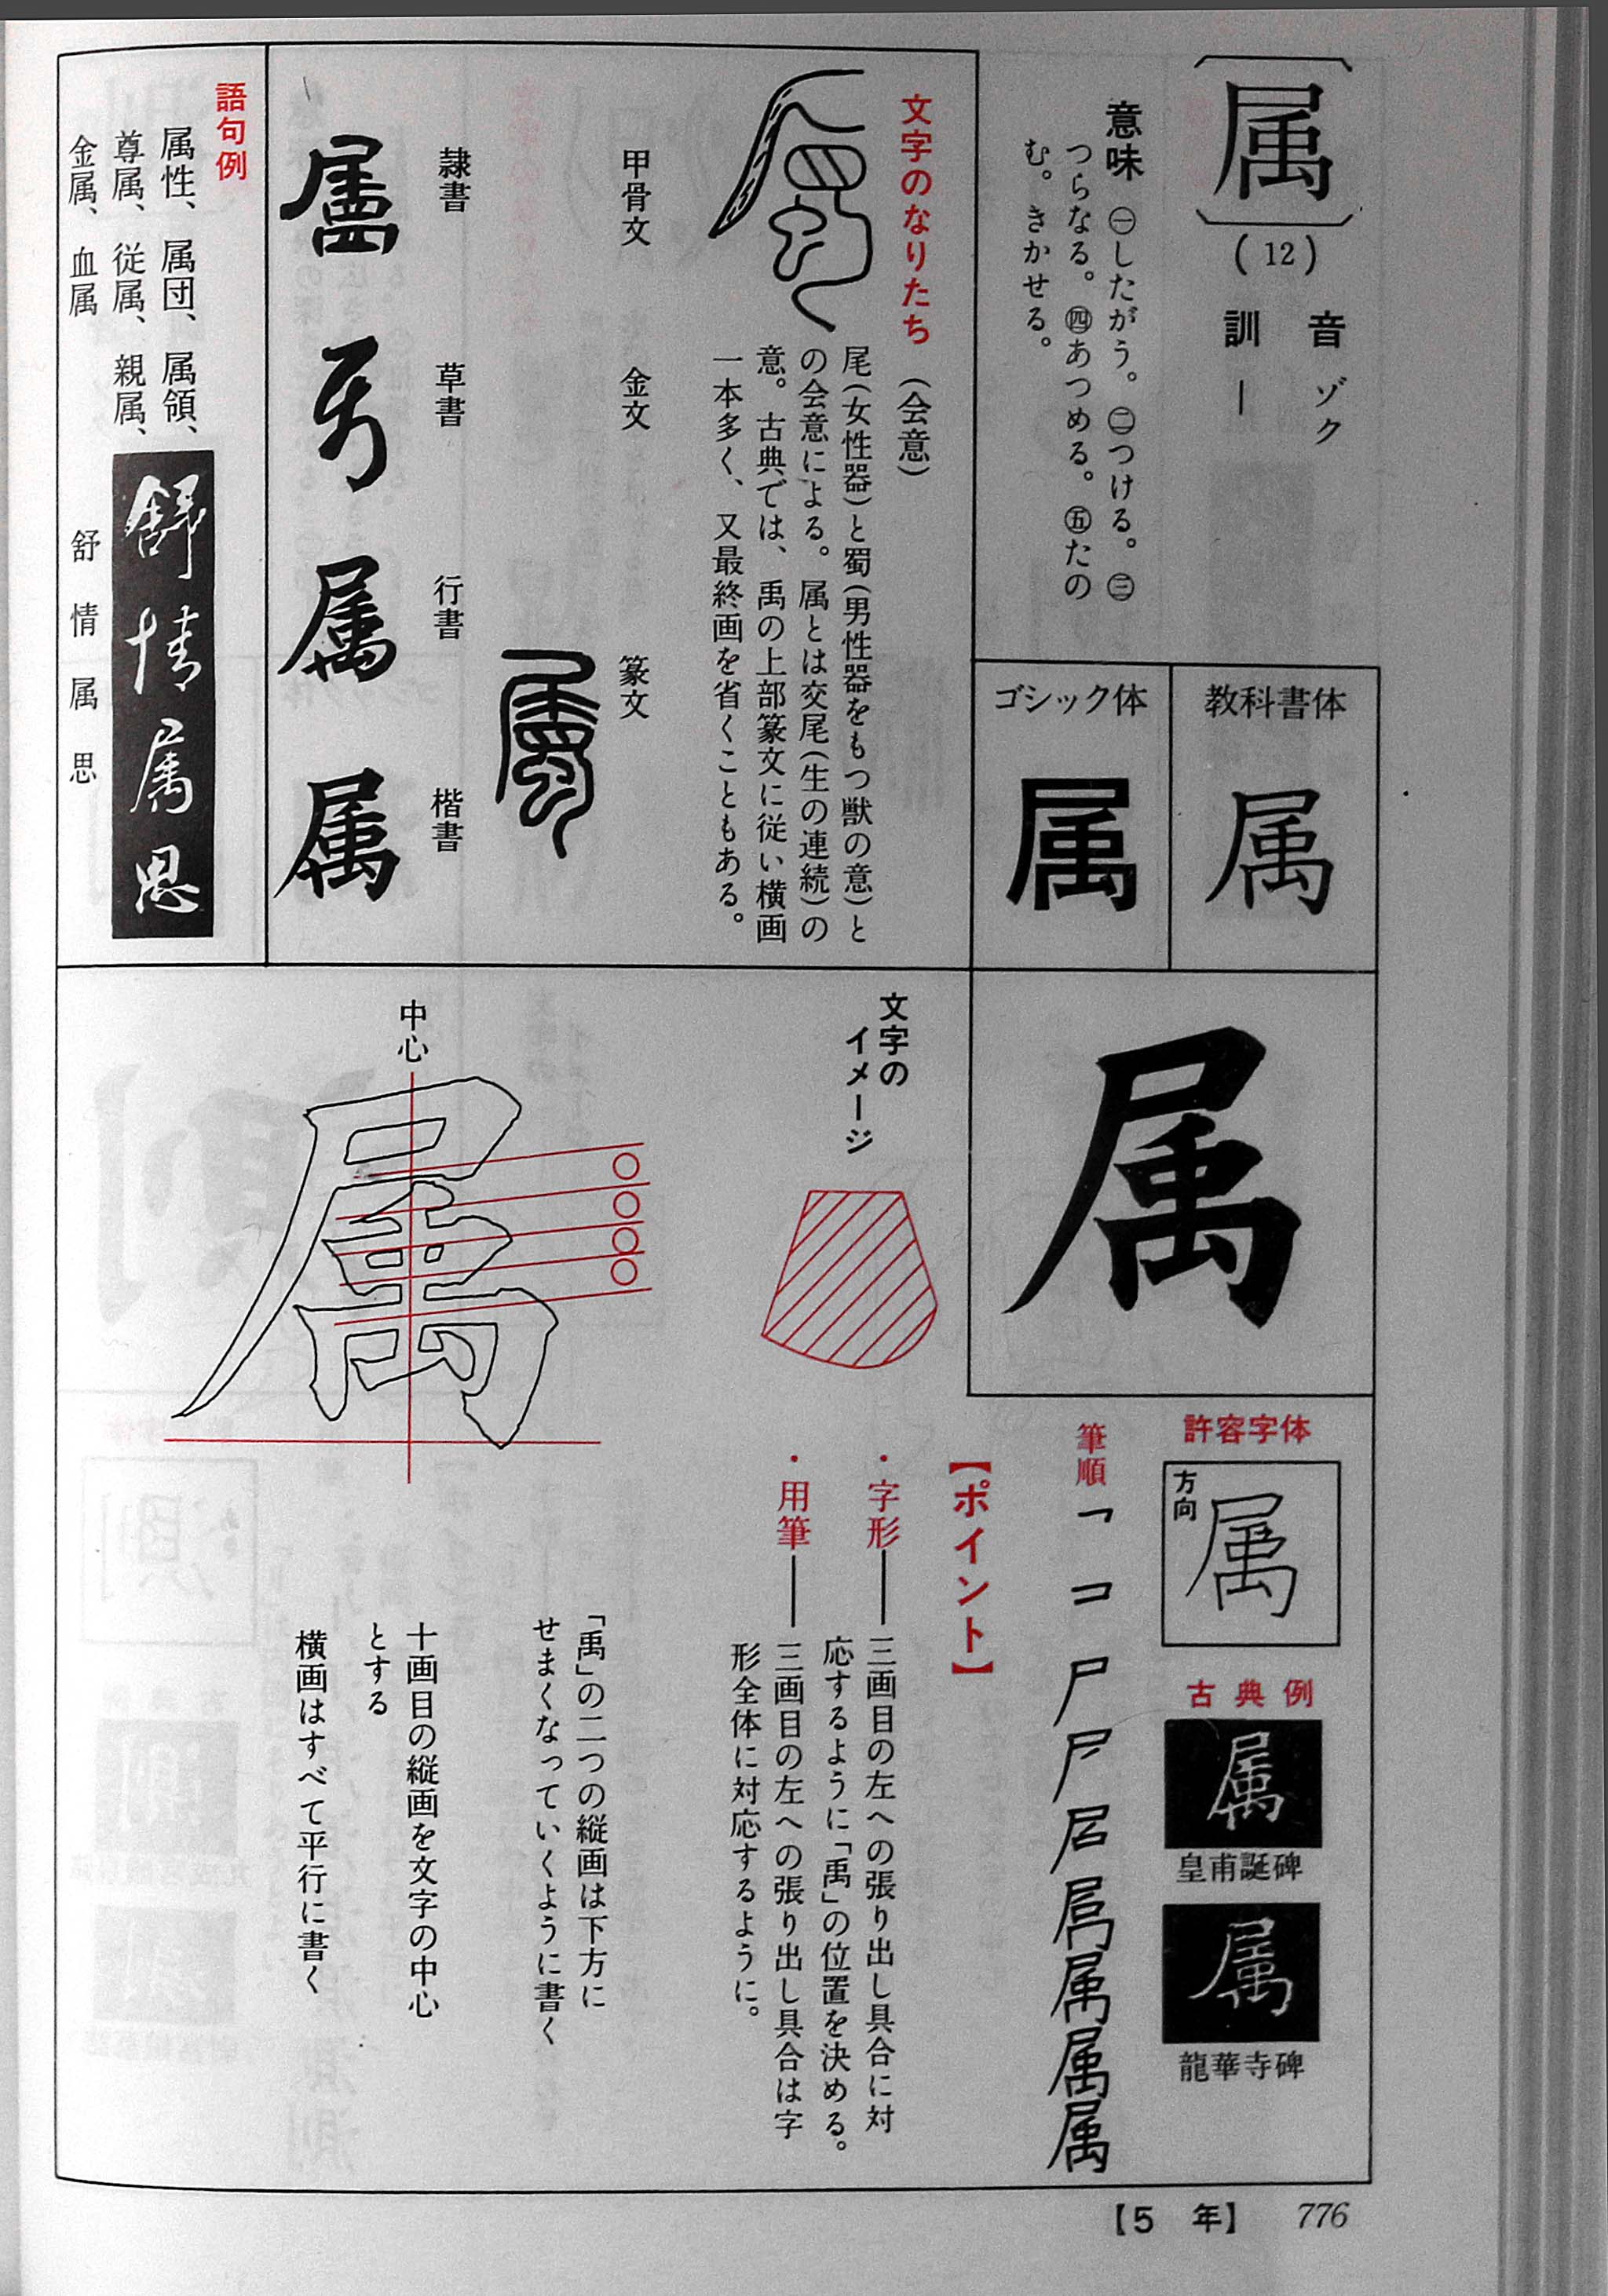 属
(12)
音 ゾク
訓 —
意味 ㊀したがう。㊁つける。㊂
つらなる。㊃あつめる。㊄たの
む。きかせる。
教科書体
属
ゴシック体
属
文字のなりたち (会意)
尾(女性器)と蜀(男性器をもつ獣の意)と
の会意による。属とは交尾(生の連続)の
意。古典では、禹の上部篆文に従い横画
一本多く、又最終画を省くこともある。
甲骨文
金文
篆文
隷書
草書
行書
属
楷書
属
語句例
属性、属団、属領、
尊属、従属、親属、
金属、血属
舒情属思
舒情属思
属
許容字体
方向
属
古典例
属
皇甫誕碑
属
龍華寺碑
筆順
文字の
イメージ
中心
属
【ポイント】
・字形——三画目の左への張り出し具合に対
応するように「禹」の位置を決める。
・用筆——三画目の左への張り出し具合は字
形全体に対応するように。
「禹」の二つの縦画は下方に
せまくなっていくように書く
十画目の縦画を文字の中心
とする
横画はすべて平行に書く
【5 年】 776